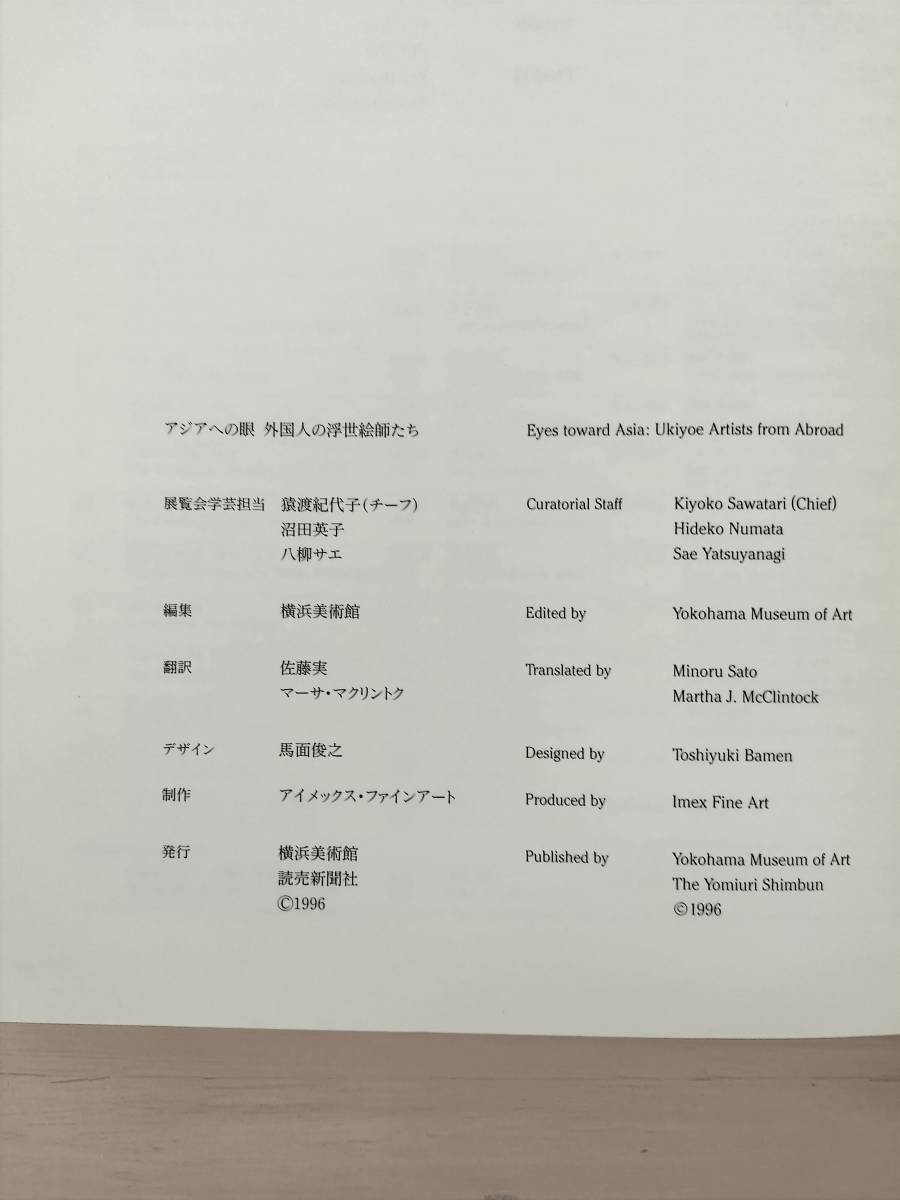 アジアへの眼 外国人の浮世絵師たち
展覧会学芸担当 猿渡紀代子(チーフ)
沼田英子
八柳サエ
編集 横浜美術館
翻訳 佐藤実
マーサ・マクリントク
デザイン 馬面俊之
制作 アイメックス・ファインアート
発行 横浜美術館
読売新聞社
©1996
Eyes toward Asia: Ukiyoe Artists from Abroad
Curatorial Staff Kiyoko Sawatari (Chief)
Hideko Numata
Sae Yatsuyanagi
Edited by Yokohama Museum of Art
Translated by Minoru Sato
Martha J. McClintock
Designed by Toshiyuki Bamen
Produced by Imex Fine Art
Published by Yokohama Museum of Art
The Yomiuri Shimbun
©1996